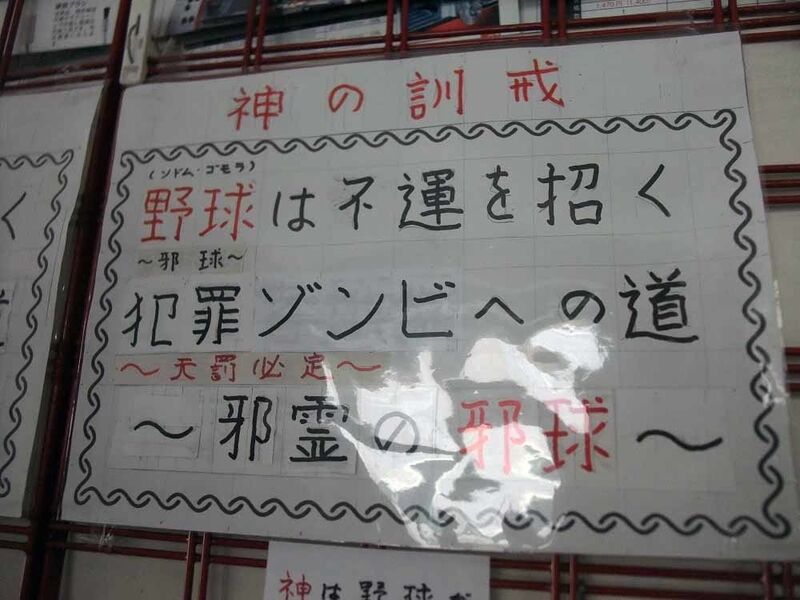 神の訓戒
(ソドム・ゴモラ)
野球は不運を招く
~邪球~
犯罪ゾンビへの道
~天罰必定~
~邪霊の邪球~
神は野球が
く